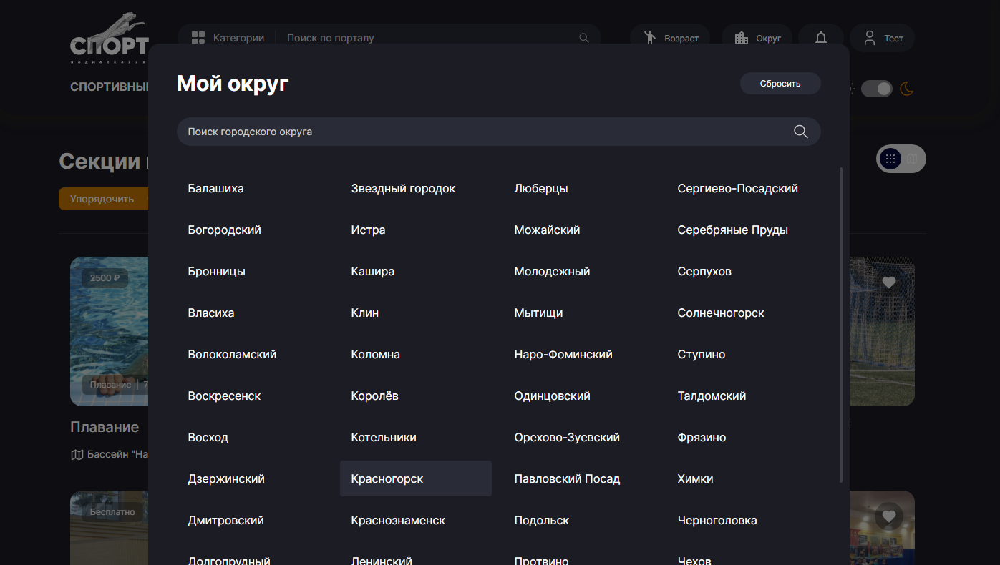 СПОРТ
ПОДМОСКОВЬЯ
Категории
Поиск по порталу
Возраст
Округ
Тест
СПОРТИВНЫ
Мой округ
Сбросить
Поиск городского округа
Секции
Упорядочить
Балашиха
Звездный городок
Люберцы
Сергиево-Посадский
Богородский
Истра
Можайский
Серебряные Пруды
Бронницы
Кашира
Молодежный
Серпухов
Власиха
Клин
Мытищи
Солнечногорск
Волоколамский
Коломна
Наро-Фоминский
Ступино
Воскресенск
Королёв
Одинцовский
Талдомский
Восход
Котельники
Орехово-Зуевский
Фрязино
Дзержинский
Красногорск
Павловский Посад
Химки
Дмитровский
Краснознаменск
Подольск
Черноголовка
Долгопрудный
Ленинский
Протвино
Чехов
2500 ₽
Плавание | 7
Плавание
Бассейн "На
Бесплатно